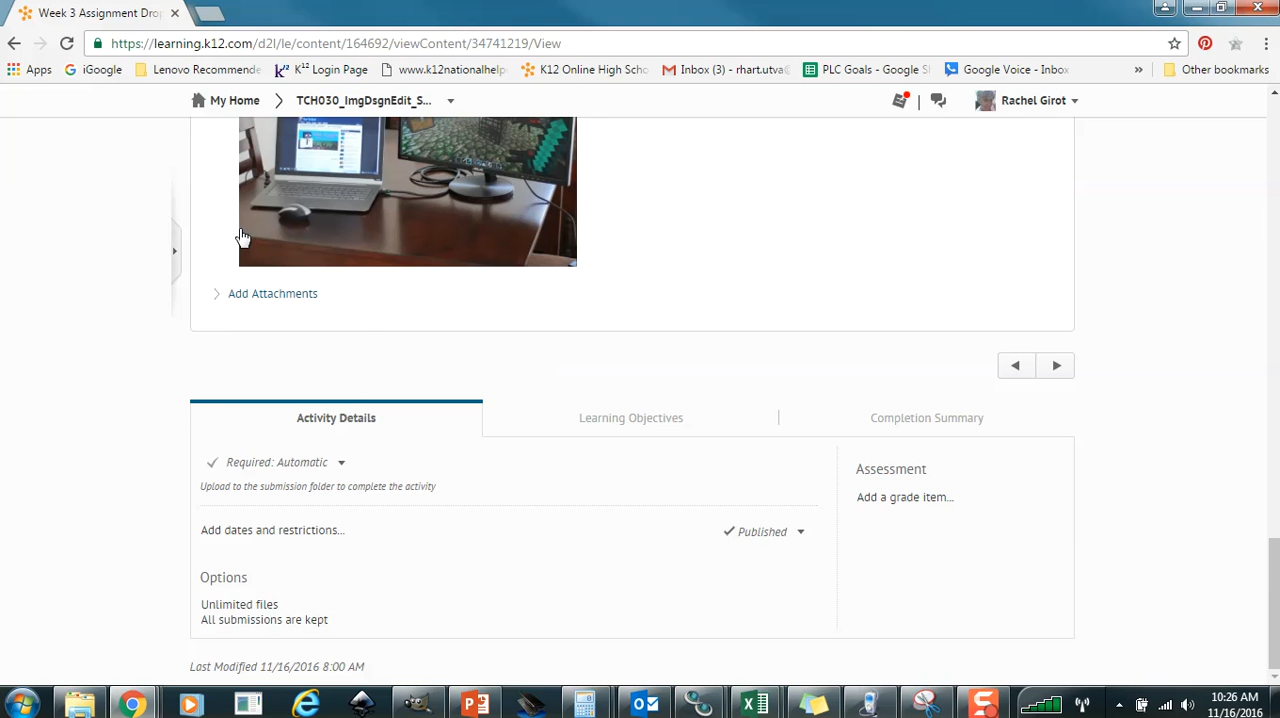 Week 3 Assignment Drop
https://learning.k12.com/d2l/le/content/164692/viewContent/34741219/View
Apps
iGoogle
Lenovo Recommende
K¹² Login Page
www.k12nationalhelp
K12 Online High Scho
Inbox (3) - rhart.utva@
PLC Goals - Google S
Google Voice - Inbox
»
Other bookmarks
My Home
TCH030_ImgDsgnEdit_S...
Rachel Girot
Add Attachments
Activity Details
Learning Objectives
Completion Summary
Required: Automatic
Upload to the submission folder to complete the activity
Assessment
Add a grade item...
Add dates and restrictions...
Published
Options
Unlimited files
All submissions are kept
Last Modified 11/16/2016 8:00 AM
10:26 AM
11/16/2016